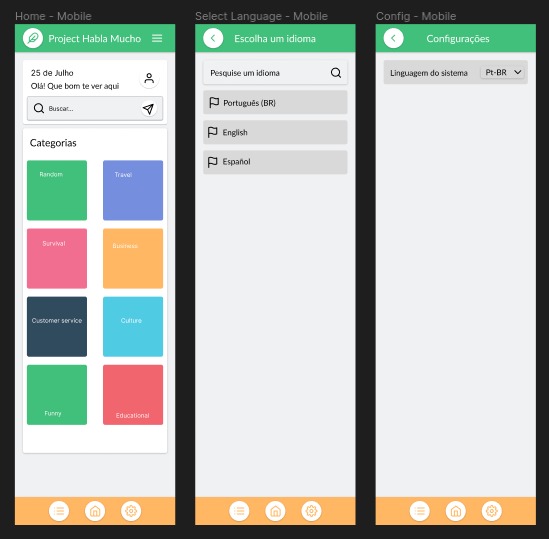 Home - Mobile
Project Habla Mucho
25 de Julho
Olá! Que bom te ver aqui
Buscar...
Categorias
Random
Travel
Survival
Business
Customer service
Culture
Funny
Educational
Select Language - Mobile
Escolha um idioma
Pesquise um idioma
Português (BR)
English
Español
Config - Mobile
Configurações
Linguagem do sistema
Pt-BR